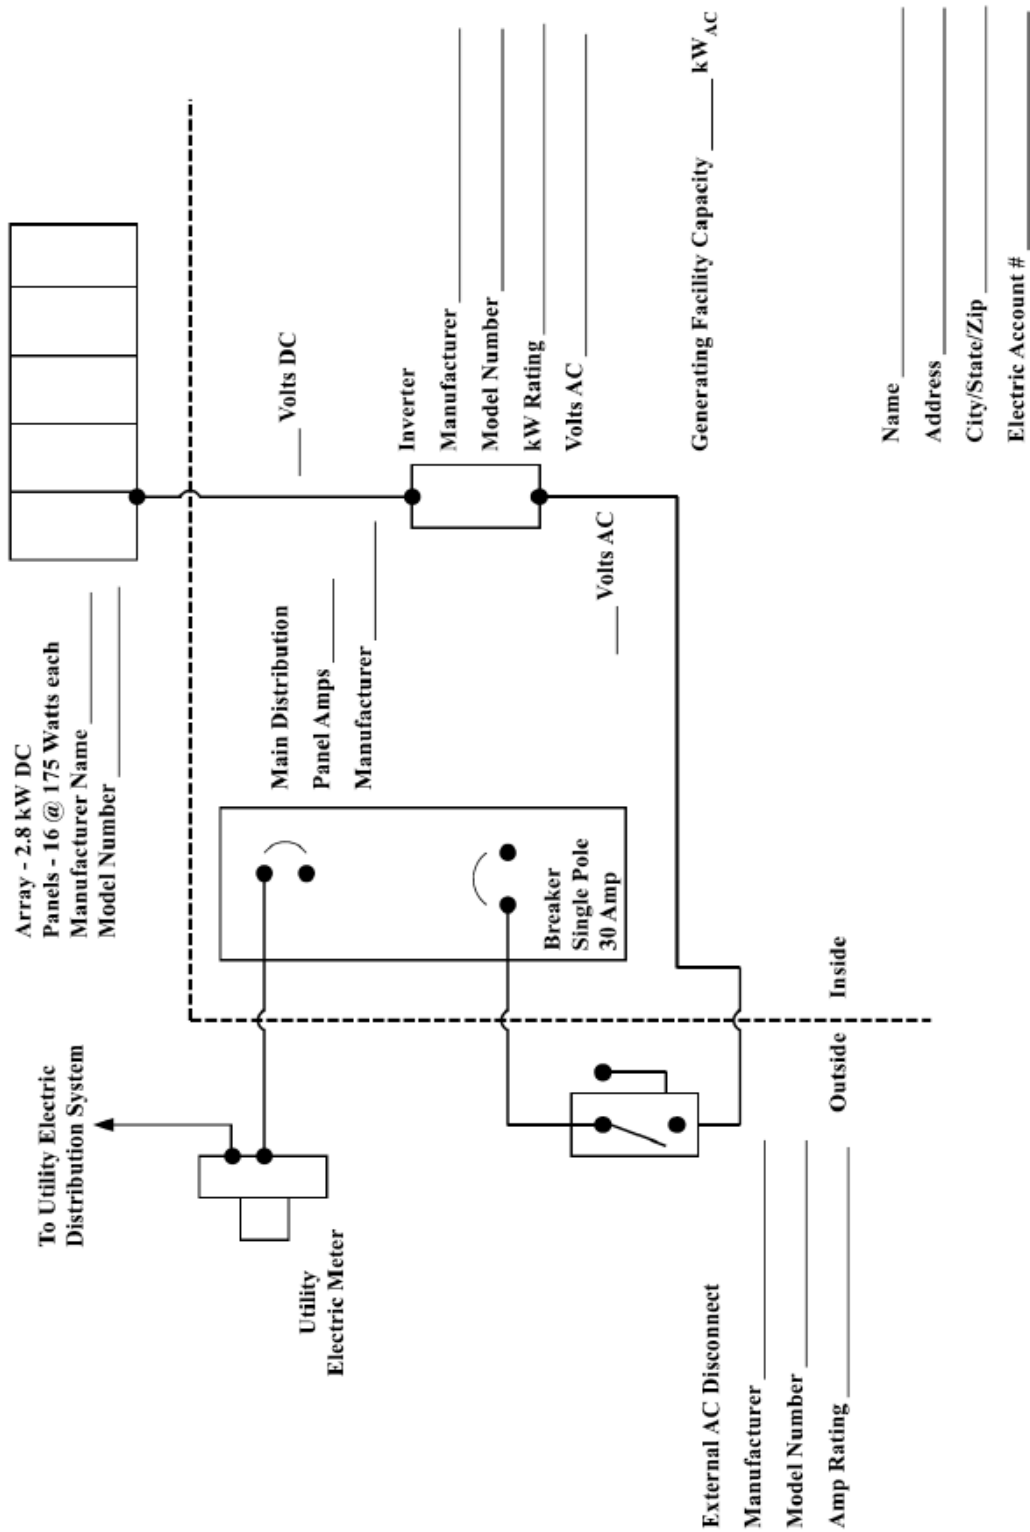 To Utility Electric
Distribution System
Array - 2.8 kW DC
Panels - 16 @ 175 Watts each
Manufacturer Name
Model Number
Utility
Electric Meter
Main Distribution
Panel Amps
Manufacturer
Volts DC
Breaker
Single Pole
30 Amp
Inverter
Manufacturer
Model Number
kW Rating
Volts AC
Volts AC
External AC Disconnect
Manufacturer
Model Number
Amp Rating
Outside
Inside
Generating Facility Capacity ____ kWAC
Name
Address
City/State/Zip
Electric Account #